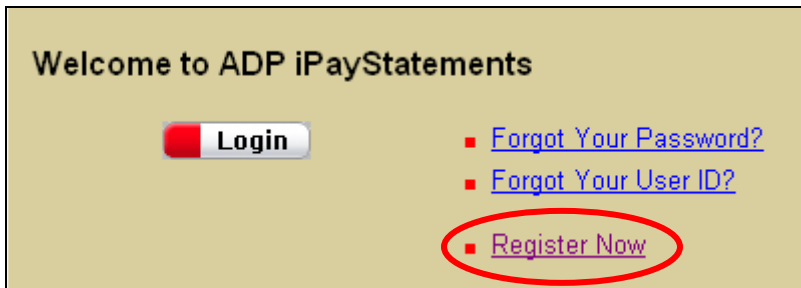 Welcome to ADP iPayStatements
Login
Forgot Your Password?
Forgot Your User ID?
Register Now